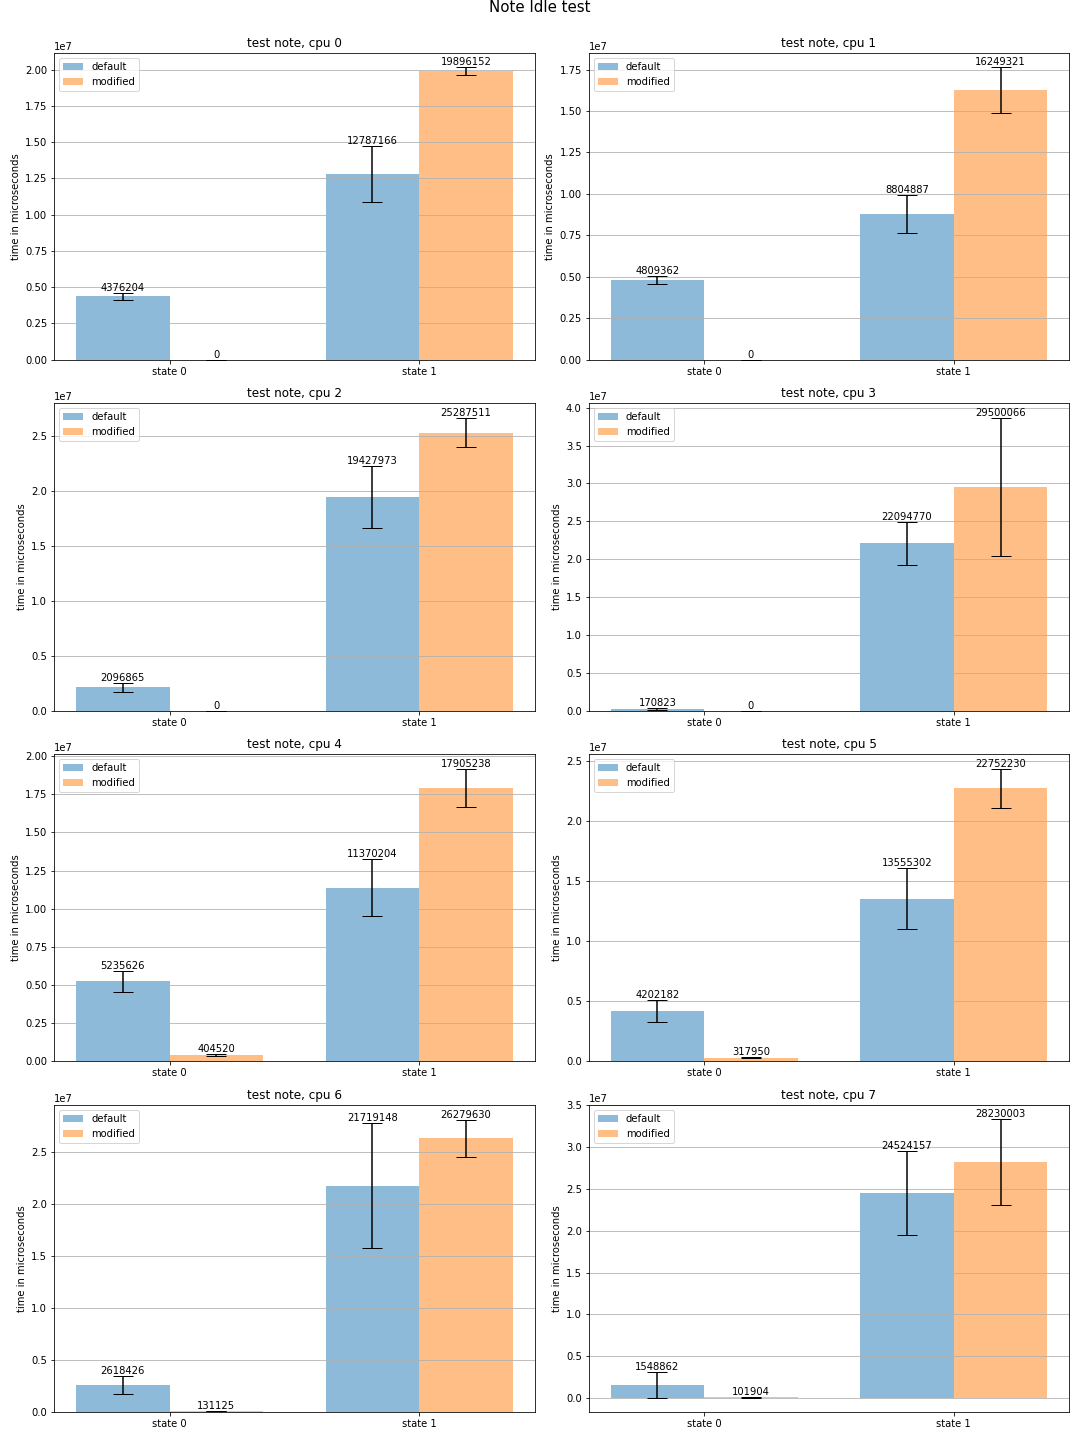 Note Idle test
test note, cpu 0
1e7
default
modified
time in microseconds
2.00
1.75
1.50
1.25
1.00
0.75
0.50
0.25
0.00
4376204
0
12787166
19896152
state 0
state 1
test note, cpu 1
1e7
default
modified
time in microseconds
1.75
1.50
1.25
1.00
0.75
0.50
0.25
0.00
4809362
0
8804887
16249321
state 0
state 1
test note, cpu 2
1e7
default
modified
time in microseconds
2.5
2.0
1.5
1.0
0.5
0.0
2096865
0
19427973
25287511
state 0
state 1
test note, cpu 3
1e7
default
modified
time in microseconds
4.0
3.5
3.0
2.5
2.0
1.5
1.0
0.5
0.0
170823
0
22094770
29500066
state 0
state 1
test note, cpu 4
1e7
default
modified
time in microseconds
2.00
1.75
1.50
1.25
1.00
0.75
0.50
0.25
0.00
5235626
404520
11370204
17905238
state 0
state 1
test note, cpu 5
1e7
default
modified
time in microseconds
2.5
2.0
1.5
1.0
0.5
0.0
4202182
317950
13555302
22752230
state 0
state 1
test note, cpu 6
1e7
default
modified
time in microseconds
2.5
2.0
1.5
1.0
0.5
0.0
2618426
131125
21719148
26279630
state 0
state 1
test note, cpu 7
1e7
default
modified
time in microseconds
3.5
3.0
2.5
2.0
1.5
1.0
0.5
0.0
1548862
101904
24524157
28230003
state 0
state 1